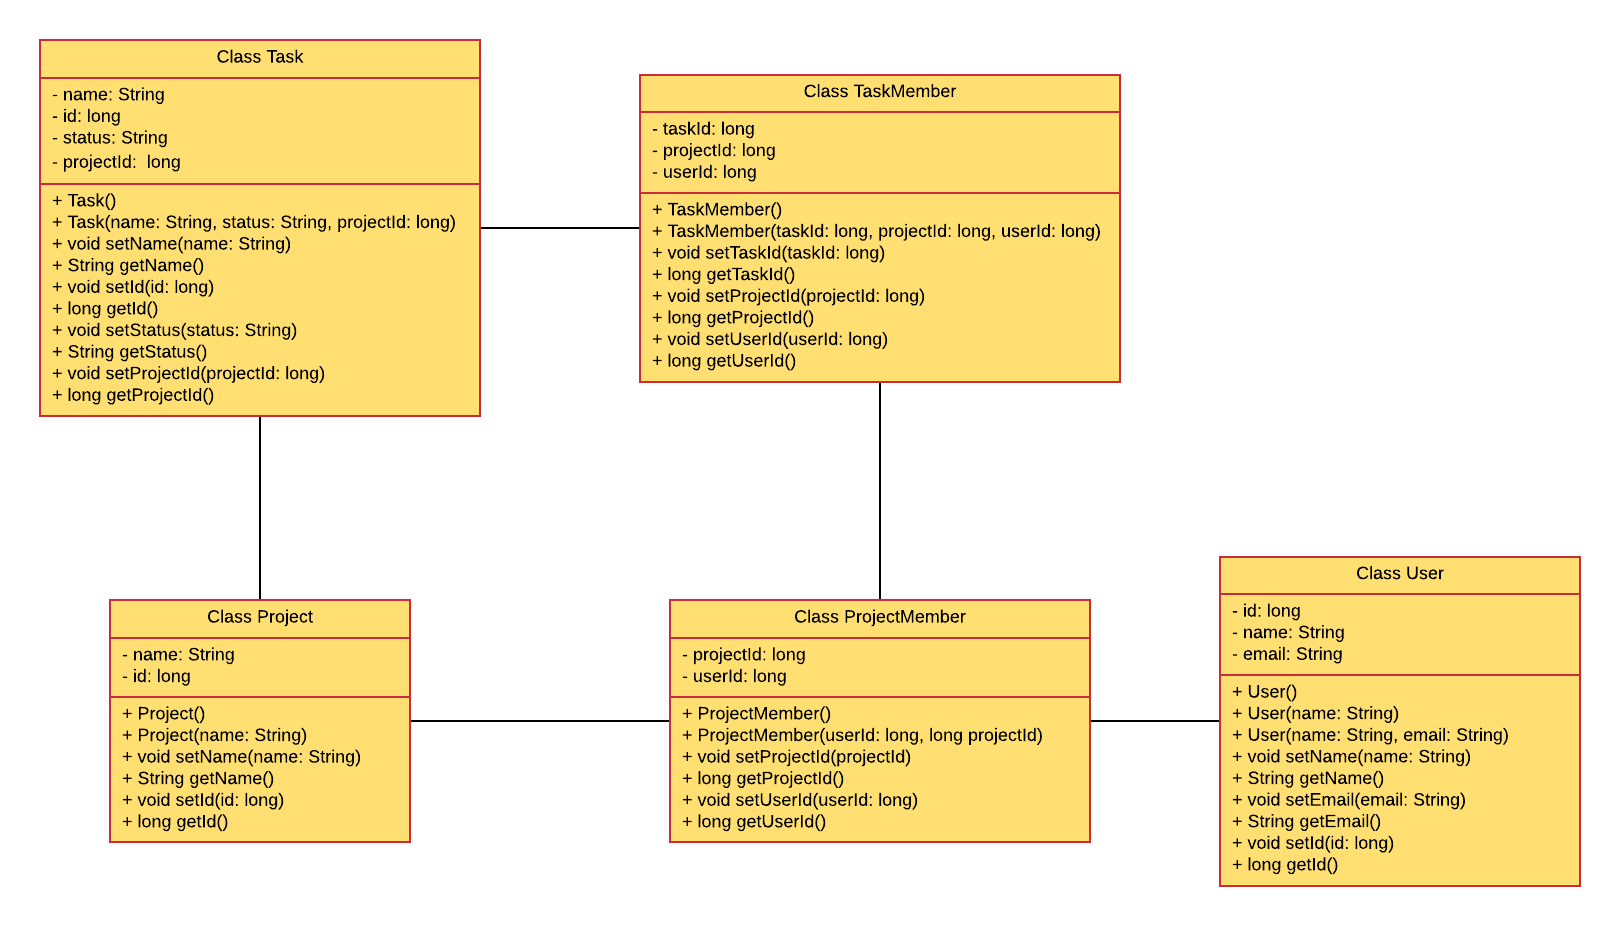 Class Task
- name: String
- id: long
- status: String
- projectId:  long
+ Task()
+ Task(name: String, status: String, projectId: long)
+ void setName(name: String)
+ String getName()
+ void setId(id: long)
+ long getId()
+ void setStatus(status: String)
+ String getStatus()
+ void setProjectId(projectId: long)
+ long getProjectId()
Class TaskMember
- taskId: long
- projectId: long
- userId: long
+ TaskMember()
+ TaskMember(taskId: long, projectId: long, userId: long)
+ void setTaskId(taskId: long)
+ long getTaskId()
+ void setProjectId(projectId: long)
+ long getProjectId()
+ void setUserId(userId: long)
+ long getUserId()
Class Project
- name: String
- id: long
+ Project()
+ Project(name: String)
+ void setName(name: String)
+ String getName()
+ void setId(id: long)
+ long getId()
Class ProjectMember
- projectId: long
- userId: long
+ ProjectMember()
+ ProjectMember(userId: long, long projectId)
+ void setProjectId(projectId)
+ long getProjectId()
+ void setUserId(userId: long)
+ long getUserId()
Class User
- id: long
- name: String
- email: String
+ User()
+ User(name: String)
+ User(name: String, email: String)
+ void setName(name: String)
+ String getName()
+ void setEmail(email: String)
+ String getEmail()
+ void setId(id: long)
+ long getId()